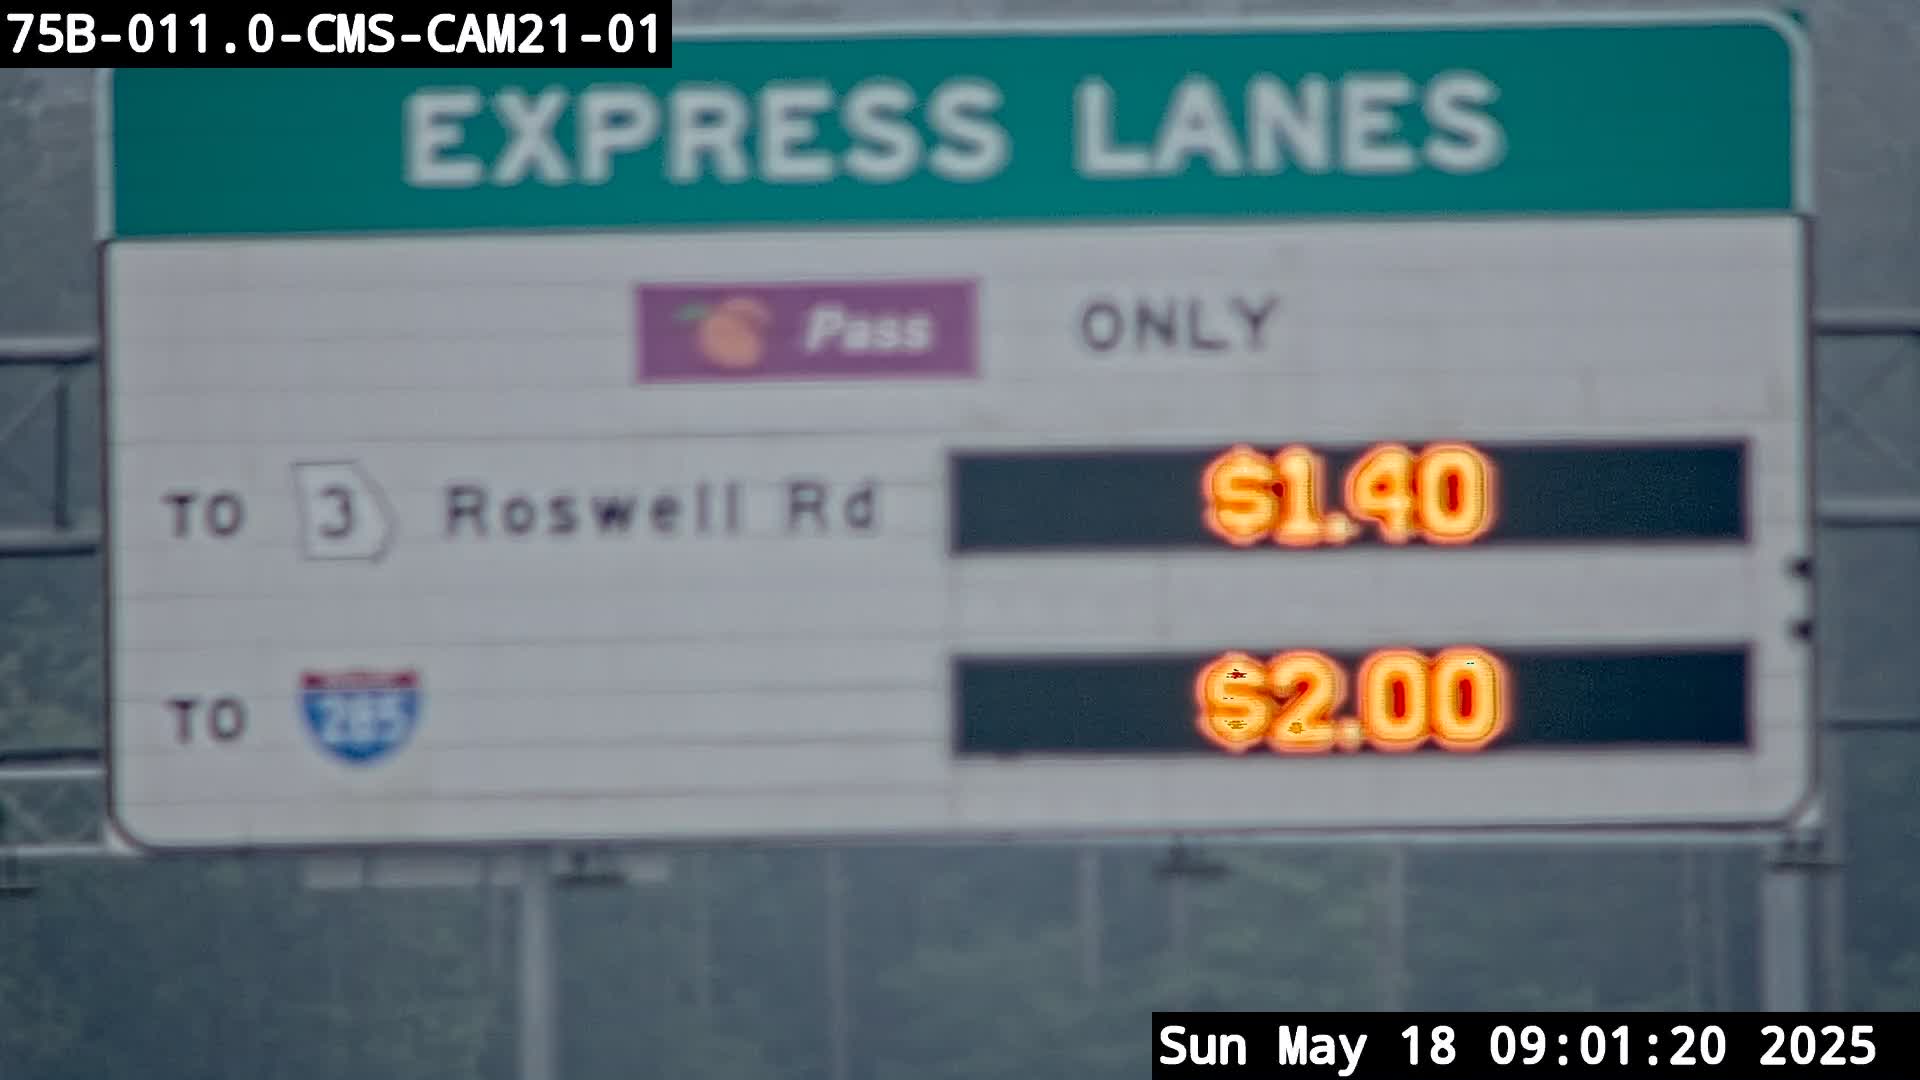 75B-011.0-CMS-CAM21-01
EXPRESS LANES
Pass ONLY
TO 3 Roswell Rd $1.40
TO 285 $2.00
Sun May 18 09:01:20 2025